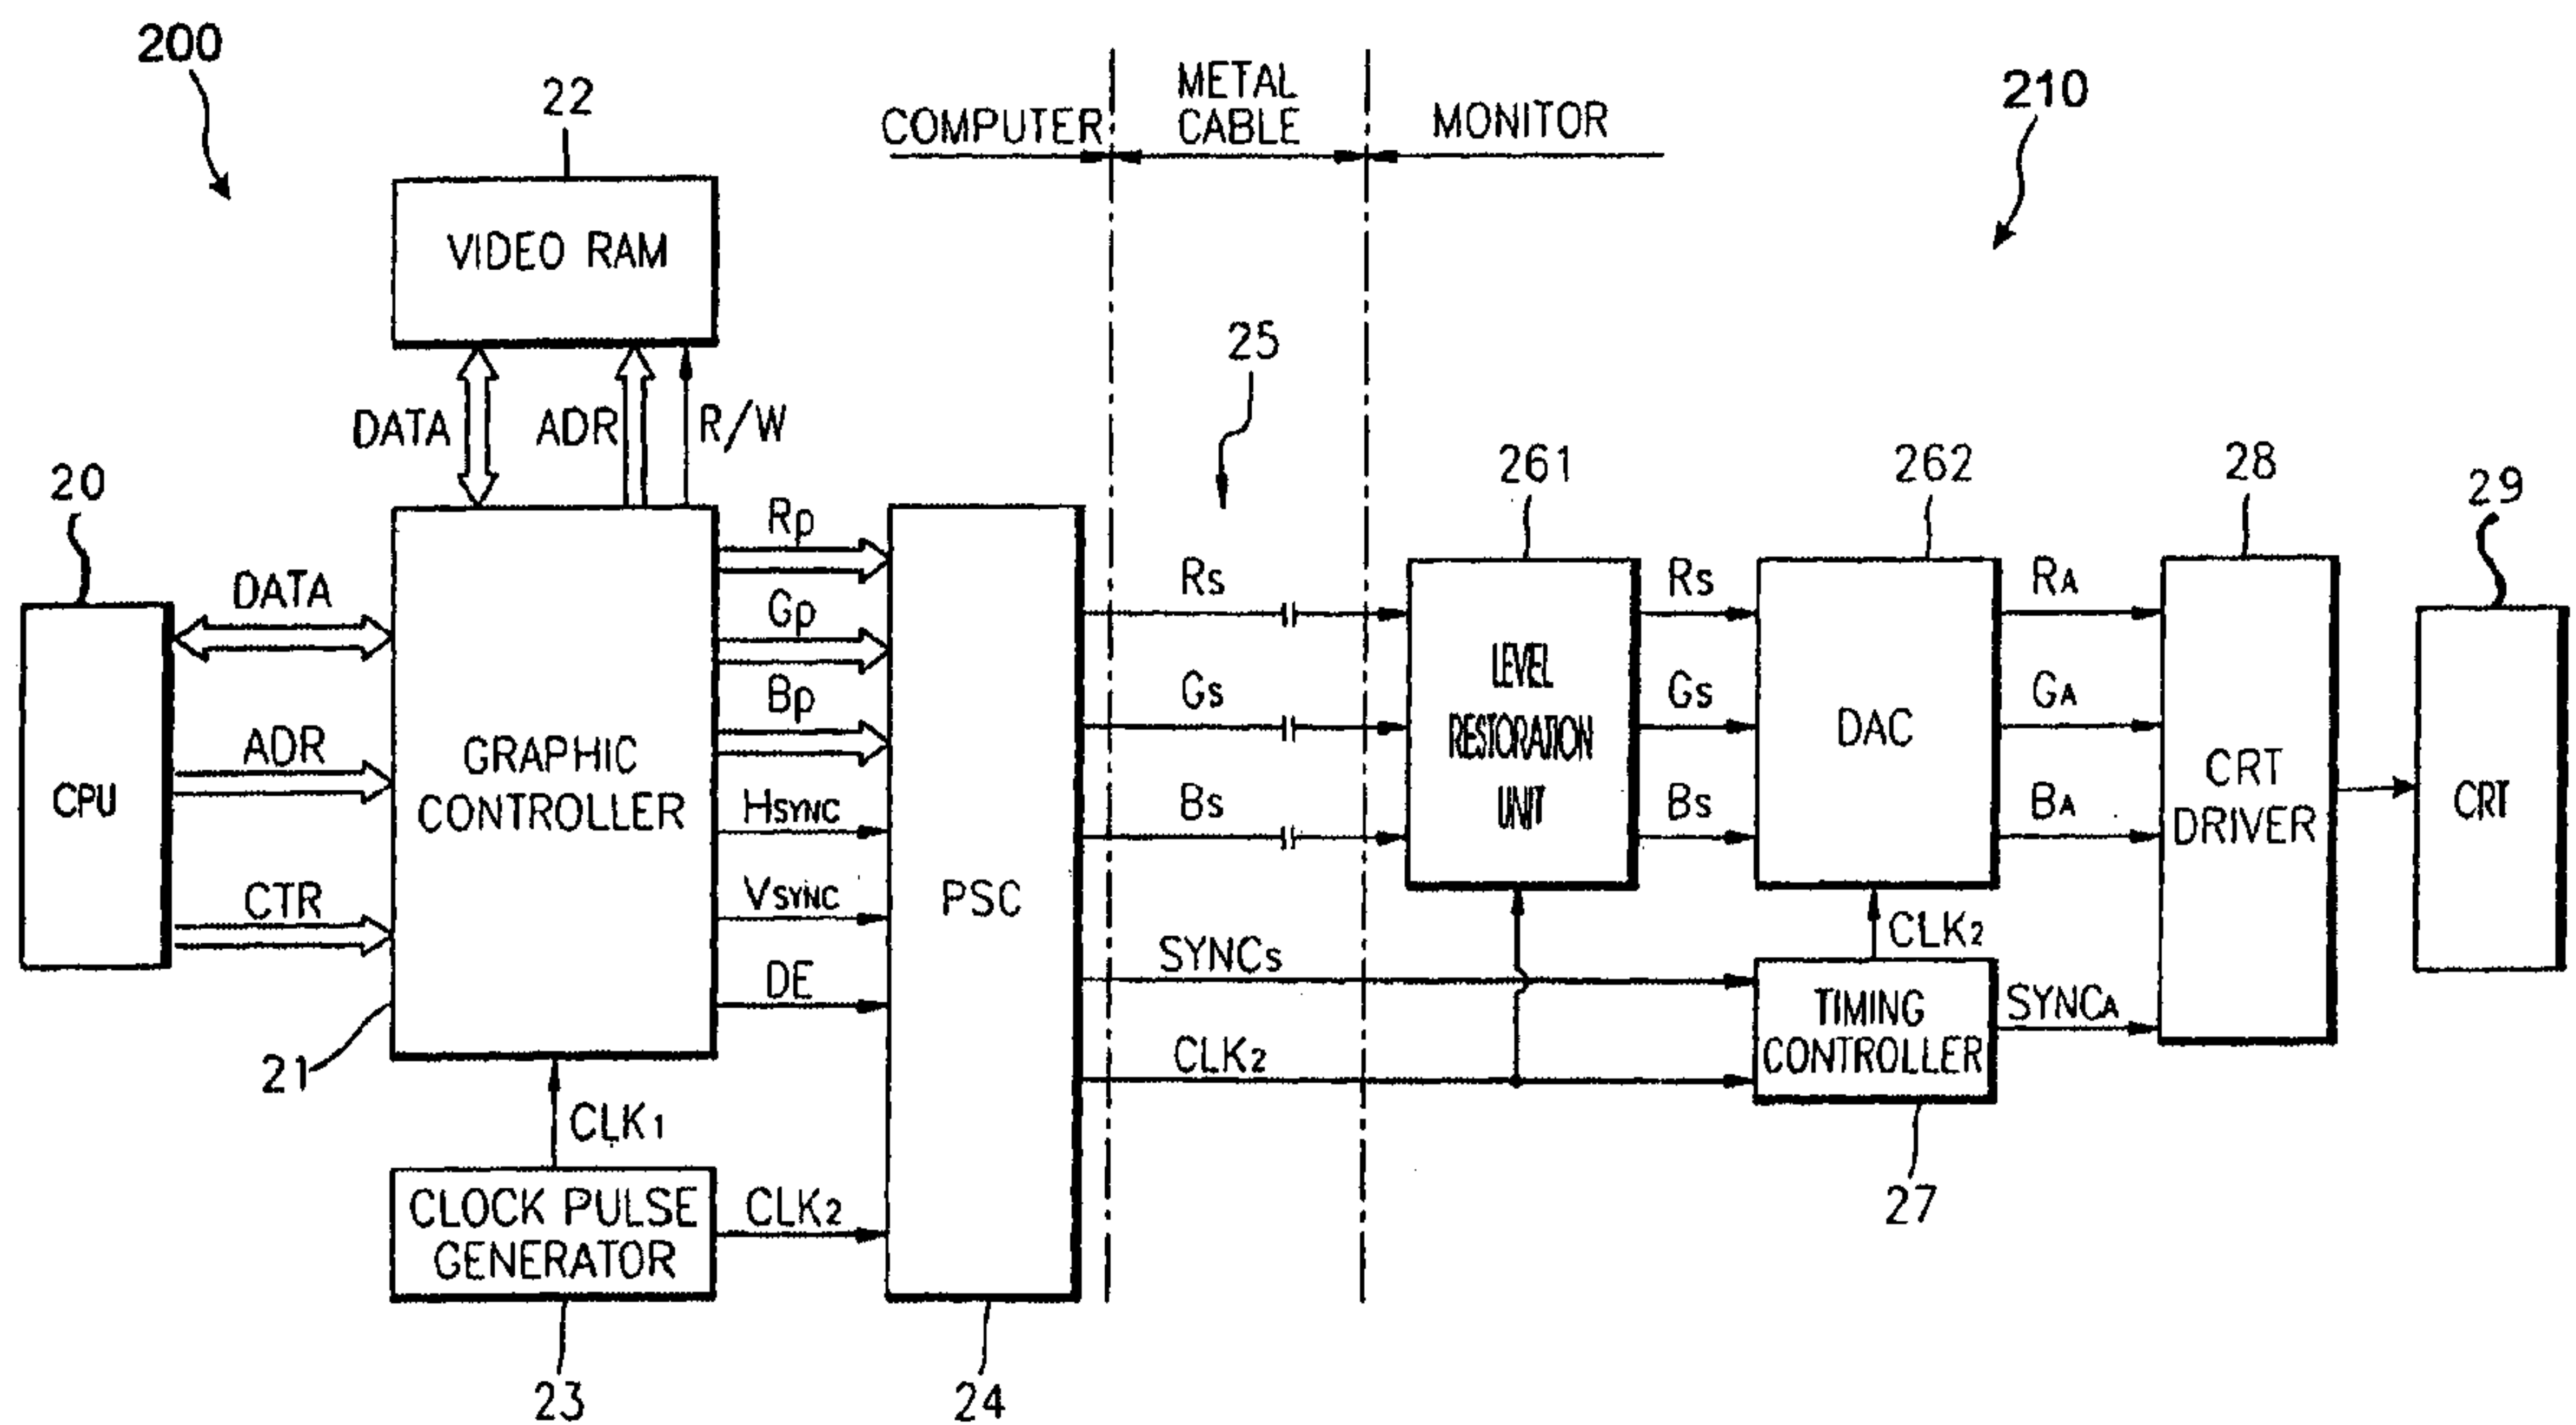 200
22
COMPUTER
METAL
CABLE
MONITOR
210
VIDEO RAM
25
DATA
ADR
R/W
20
261
262
28
29
CPU
DATA
ADR
CTR
GRAPHIC
CONTROLLER
21
Rp
Gp
Bp
HSYNC
VSYNC
DE
PSC
24
CLK1
CLOCK PULSE
GENERATOR
23
CLK2
Rs
Gs
Bs
SYNCs
CLK2
LEVEL
RESTORATION
UNIT
Rs
Gs
Bs
DAC
CLK2
TIMING
CONTROLLER
27
RA
GA
BA
SYNCA
CRT
DRIVER
CRT